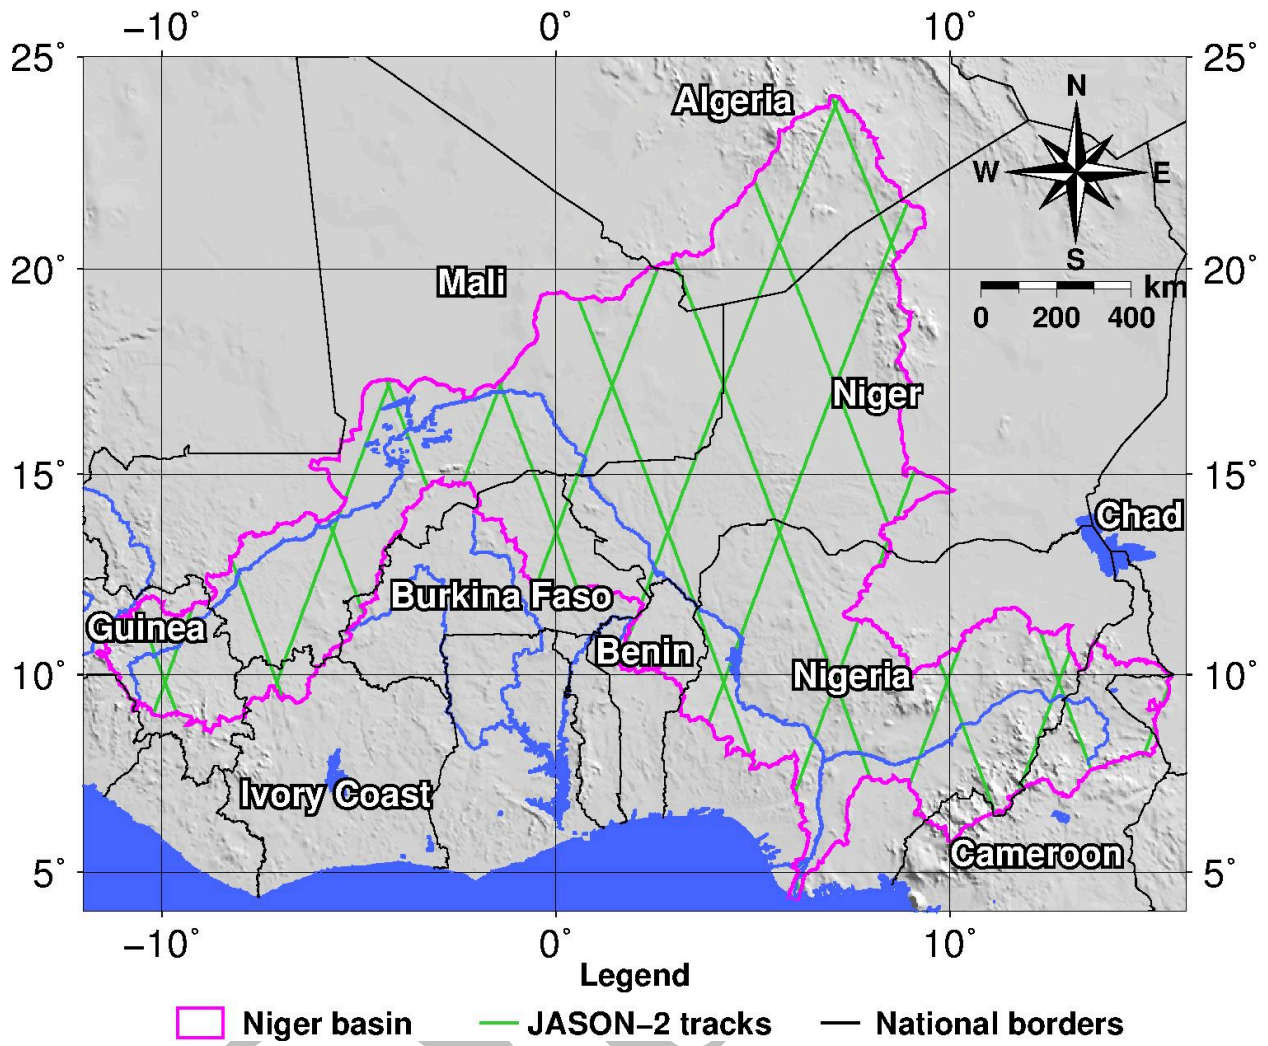 −10° 0° 10°
25° 25°
N
Algeria
W E
S
20° 20°
Mali
km
0 200 400
Niger
15° 15°
Chad
Burkina Faso
Guinea
Benin
10° Nigeria 10°
Ivory Coast
Cameroon
5° 5°
−10° 0° 10°
Legend
Niger basin JASON−2 tracks National borders